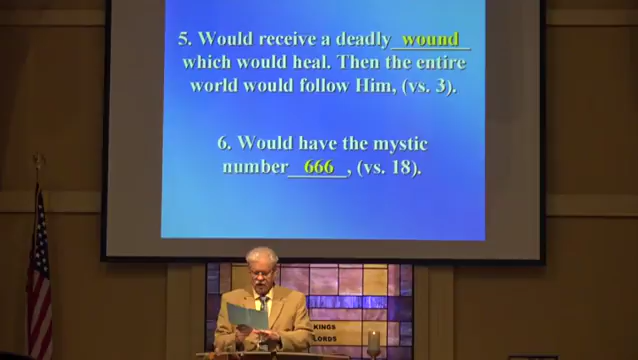 5. Would receive a deadly wound
which would heal. Then the entire
world would follow Him, (vs. 3).
6. Would have the mystic
number 666, (vs. 18).
KINGS
LORDS